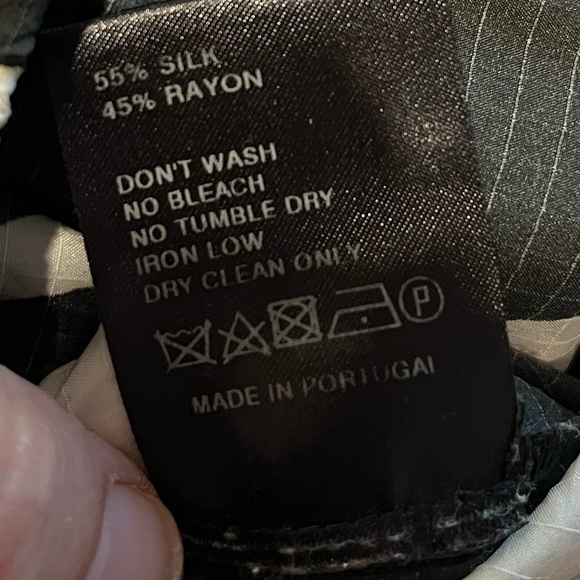 55% SILK
45% RAYON
DON'T WASH
NO BLEACH
NO TUMBLE DRY
IRON LOW
DRY CLEAN ONLY
P
MADE IN PORTUGAL